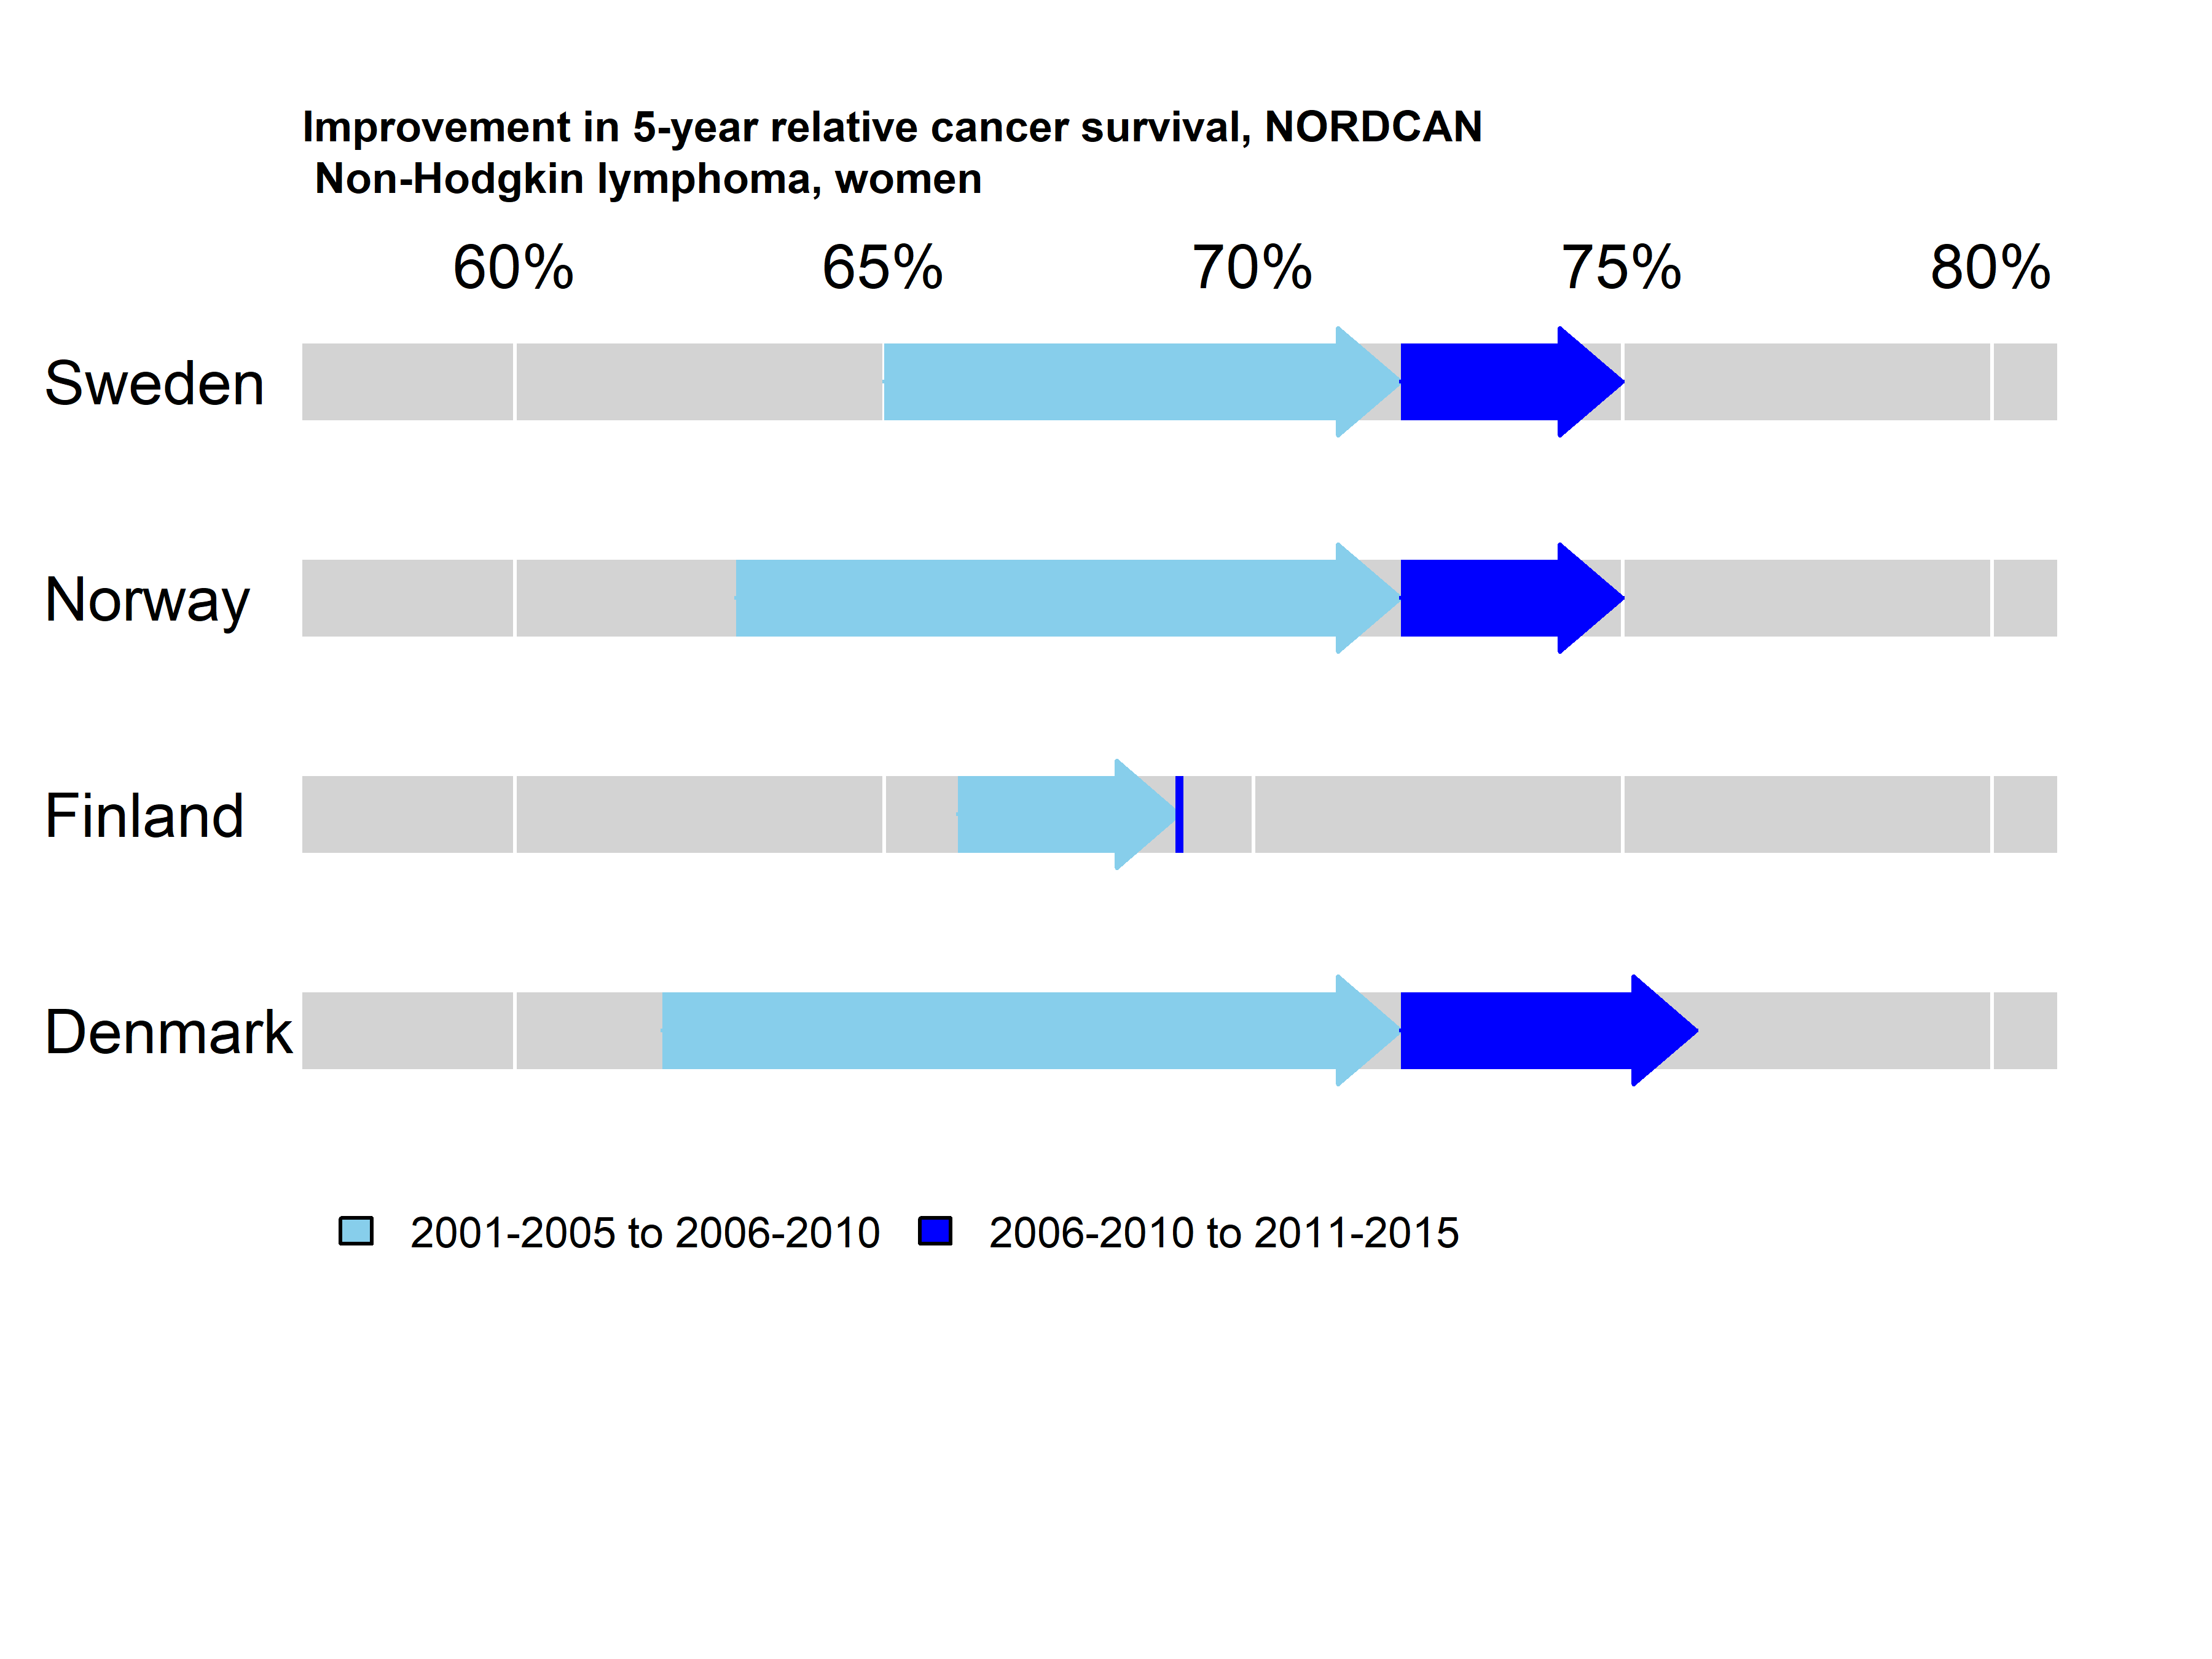 Improvement in 5-year relative cancer survival, NORDCAN
Non-Hodgkin lymphoma, women
60% 65% 70% 75% 80%
Sweden
Norway
Finland
Denmark
2001-2005 to 2006-2010 2006-2010 to 2011-2015